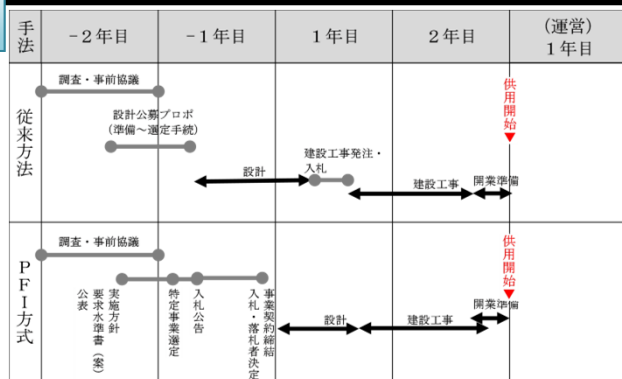 手法
-2年目
-1年目
1年目
2年目
(運営)
1年目
従来方法
調査・事前協議
設計公募プロポ
(準備～選定手続)
設計
建設工事発注・
入札
建設工事
開業準備
供用開始
PFI方式
調査・事前協議
実施方針
要求水準書(案)
公表
特定事業選定
入札公告
事業契約締結
入札・落札者決定
設計
建設工事
開業準備
供用開始